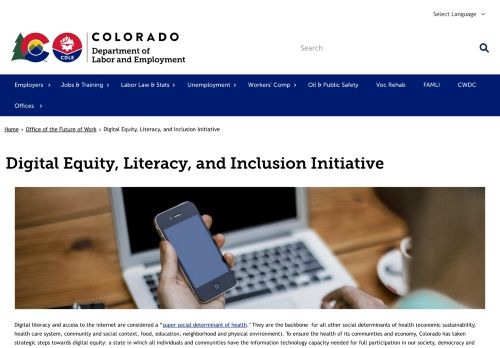 Select Language
COLORADO
Department of
Labor and Employment
CO
CDLE
Search
Employers Jobs & Training Labor Law & Stats Unemployment Workers' Comp Oil & Public Safety Voc Rehab FAMLI CWDC
Offices
Home › Office of the Future of Work › Digital Equity, Literacy, and Inclusion Initiative
Digital Equity, Literacy, and Inclusion Initiative
Digital literacy and access to the internet are considered a "super social determinant of health." They are the backbone for all other social determinants of health (economic sustainability,
health care system, community and social context, food, education, neighborhood and physical environment). To ensure the health of its communities and economy, Colorado has taken
strategic steps towards digital equity: a state in which all individuals and communities have the information technology capacity needed for full participation in our society, democracy and